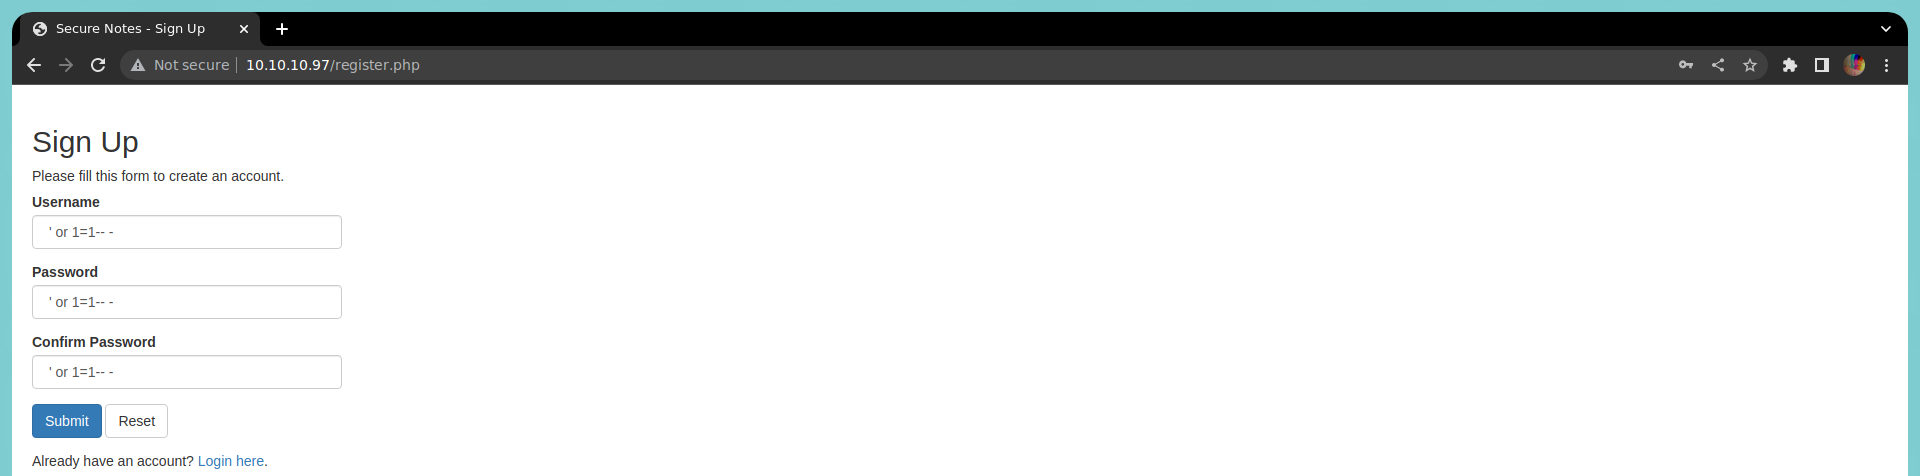 Secure Notes - Sign Up
Not secure 10.10.10.97/register.php
Sign Up
Please fill this form to create an account.
Username
' or 1=1-- -
Password
' or 1=1-- -
Confirm Password
' or 1=1-- -
Submit Reset
Already have an account? Login here.